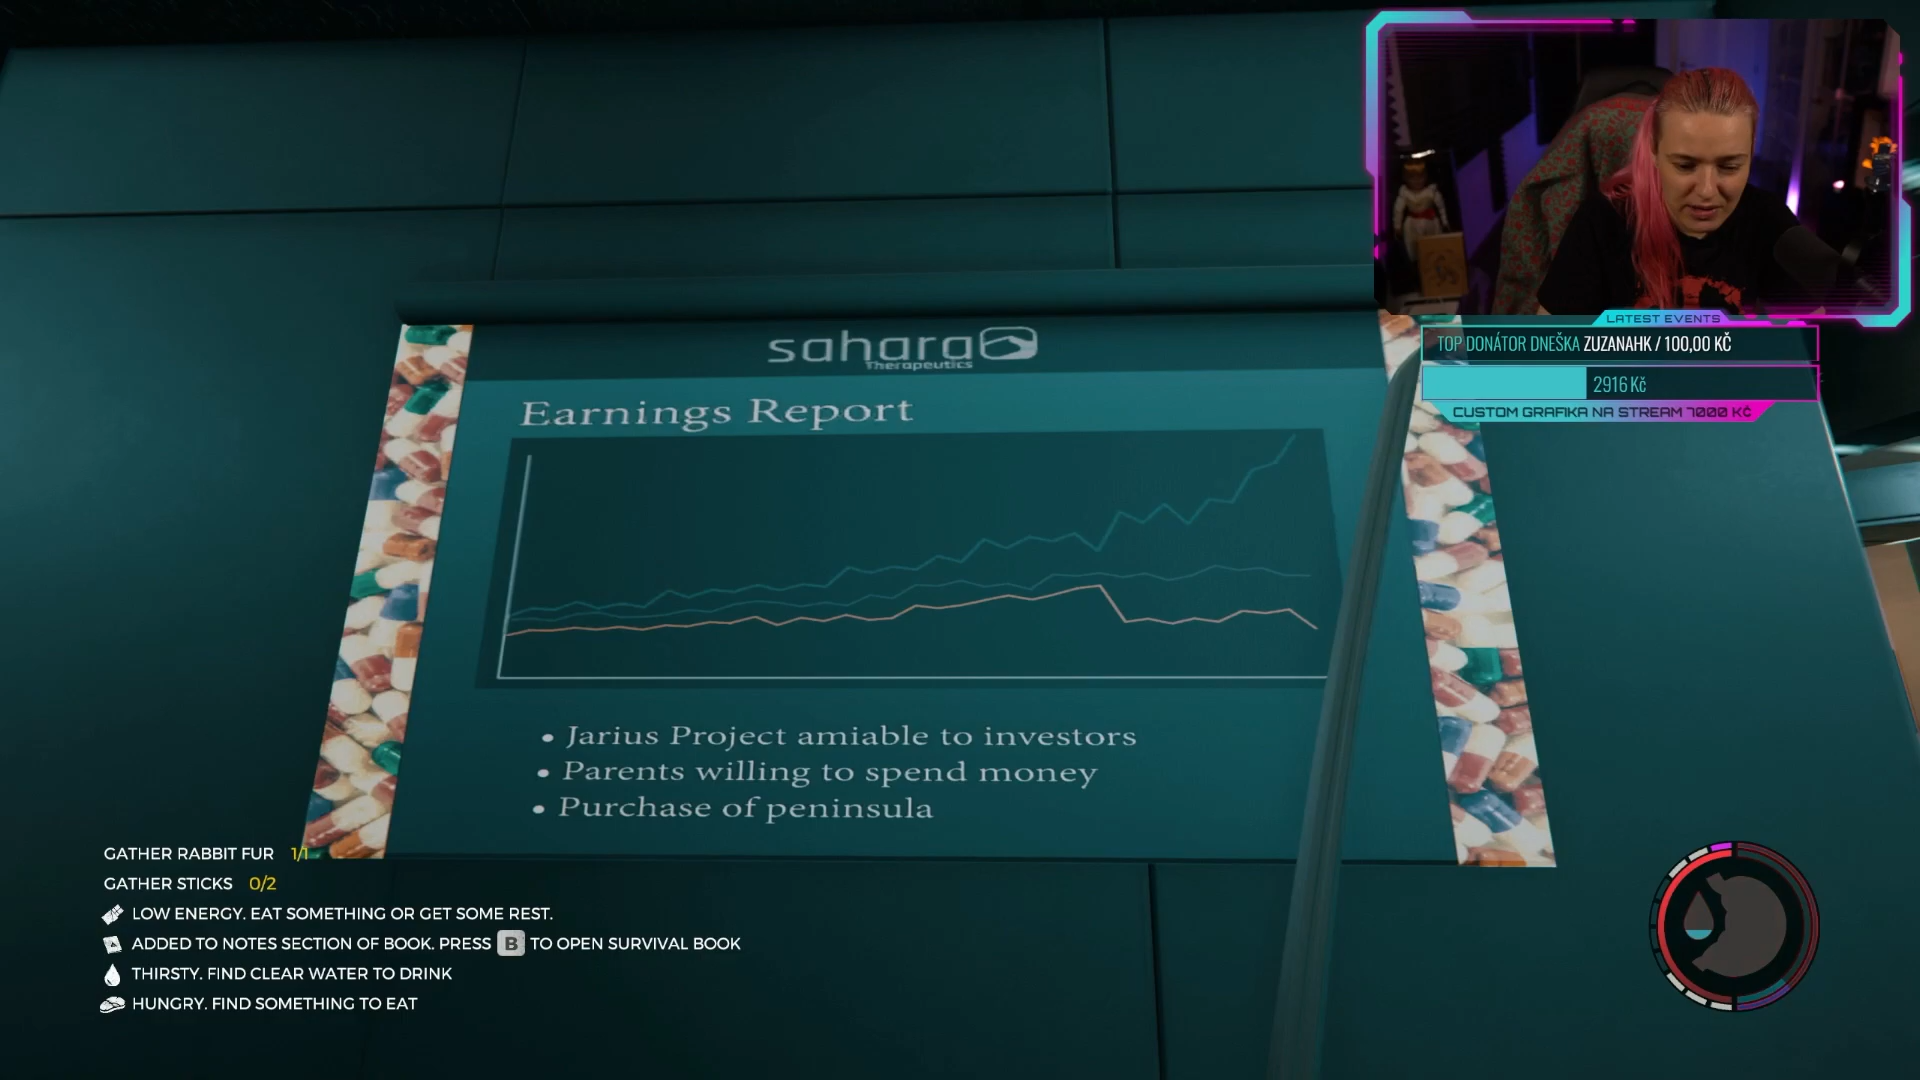 sahara
Therapeutics
Earnings Report
• Jarius Project amiable to investors
• Parents willing to spend money
• Purchase of peninsula
LATEST EVENTS
TOP DONÁTOR DNEŠKA ZUZANAHK / 100,00 KČ
2916 Kč
CUSTOM GRAFIKA NA STREAM 7000 KČ
GATHER RABBIT FUR 1/1
GATHER STICKS 0/2
LOW ENERGY. EAT SOMETHING OR GET SOME REST.
ADDED TO NOTES SECTION OF BOOK. PRESS B TO OPEN SURVIVAL BOOK
THIRSTY. FIND CLEAR WATER TO DRINK
HUNGRY. FIND SOMETHING TO EAT